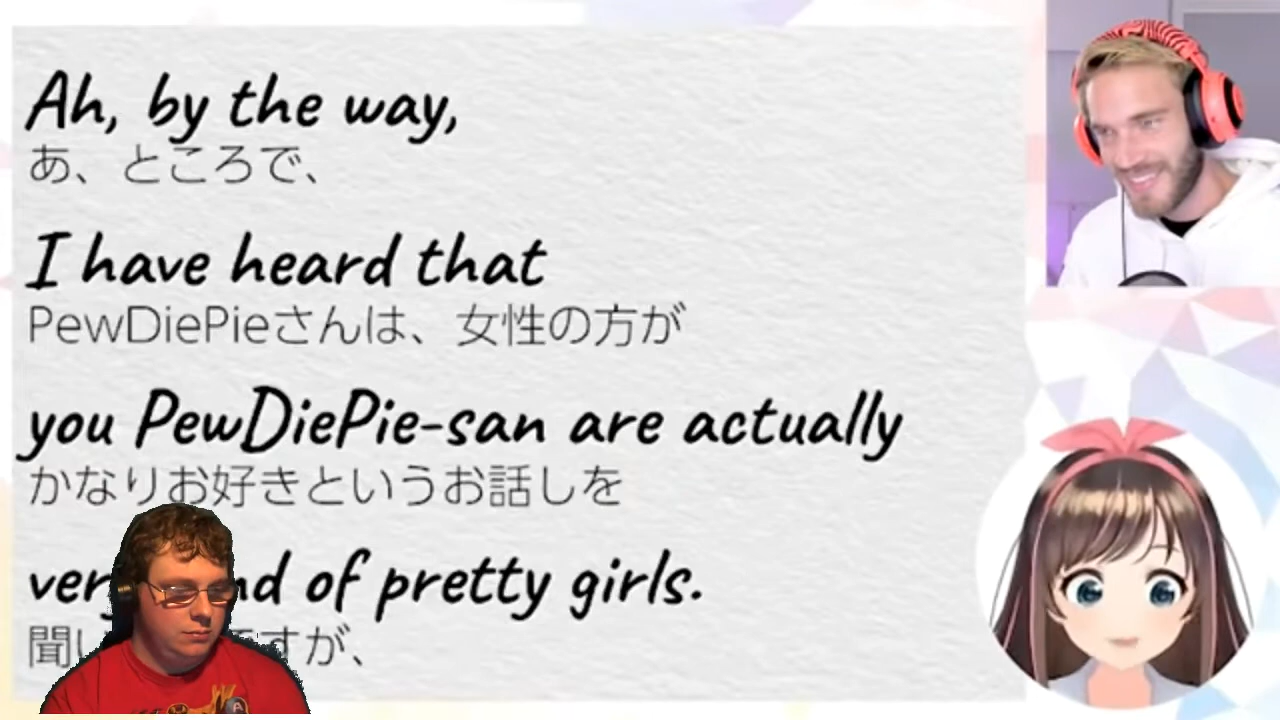 Ah, by the way,
あ、ところで、
I have heard that
PewDiePieさんは、女性の方が
you PewDiePie-san are actually
かなりお好きというお話しを
of pretty girls.
聞い すが、
A